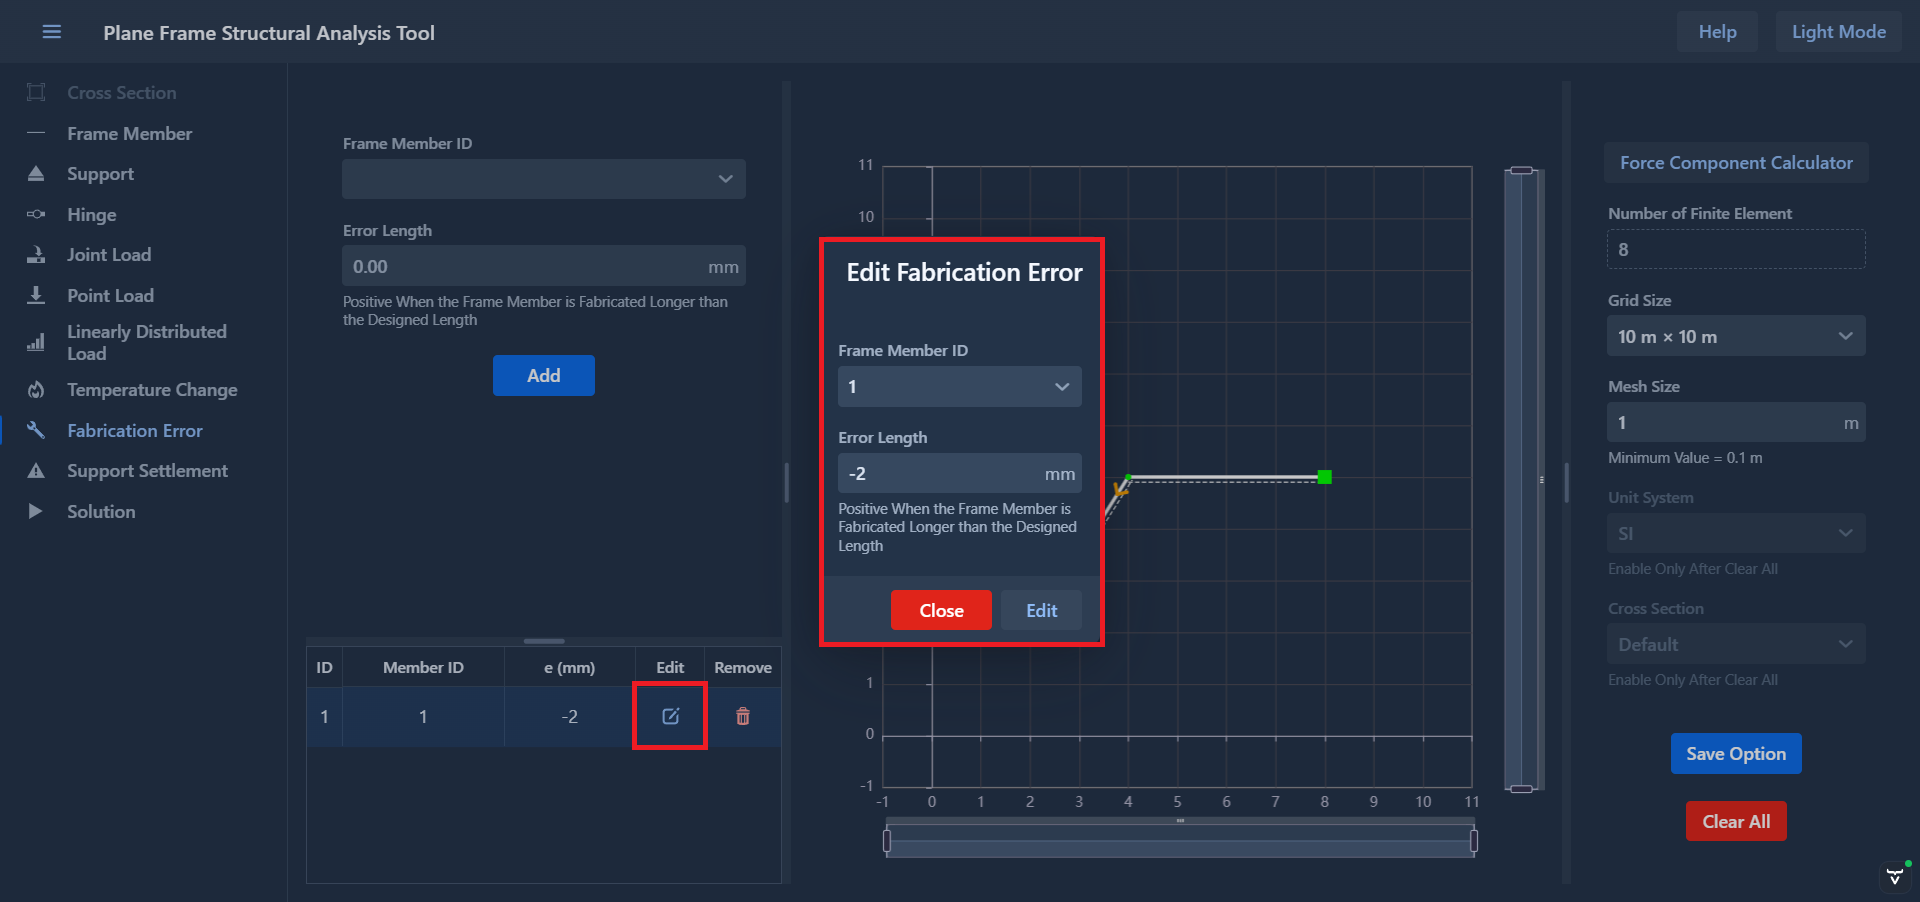 Plane Frame Structural Analysis Tool
Help
Light Mode
Cross Section
Frame Member
Support
Hinge
Joint Load
Point Load
Linearly Distributed
Load
Temperature Change
Fabrication Error
Support Settlement
Solution
Frame Member ID
Error Length
0.00 mm
Positive When the Frame Member is Fabricated Longer than
the Designed Length
Add
ID Member ID e (mm) Edit Remove
1 1 -2
11
10
1
0
-1
-1 0 1 2 3 4 5 6 7 8 9 10 11
Edit Fabrication Error
Frame Member ID
1
Error Length
-2 mm
Positive When the Frame Member is
Fabricated Longer than the Designed
Length
Close
Edit
Force Component Calculator
Number of Finite Element
8
Grid Size
10 m × 10 m
Mesh Size
1 m
Minimum Value = 0.1 m
Unit System
SI
Enable Only After Clear All
Cross Section
Default
Enable Only After Clear All
Save Option
Clear All